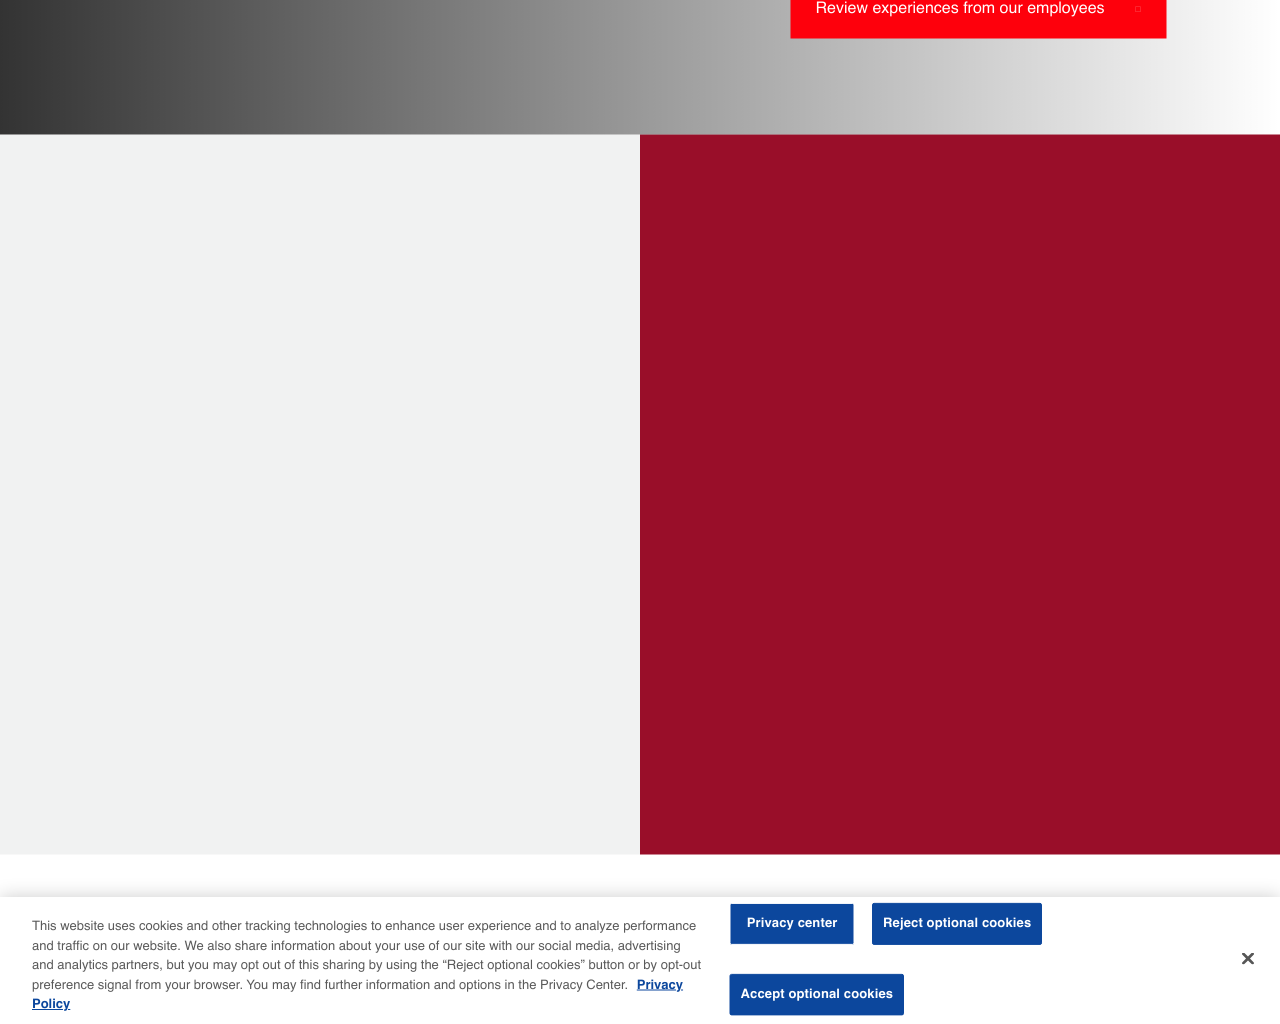 Review experiences from our employees
This website uses cookies and other tracking technologies to enhance user experience and to analyze performance
and traffic on our website. We also share information about your use of our site with our social media, advertising
and analytics partners, but you may opt out of this sharing by using the “Reject optional cookies” button or by opt-out
preference signal from your browser. You may find further information and options in the Privacy Center. Privacy
Policy
Privacy center
Reject optional cookies
Accept optional cookies